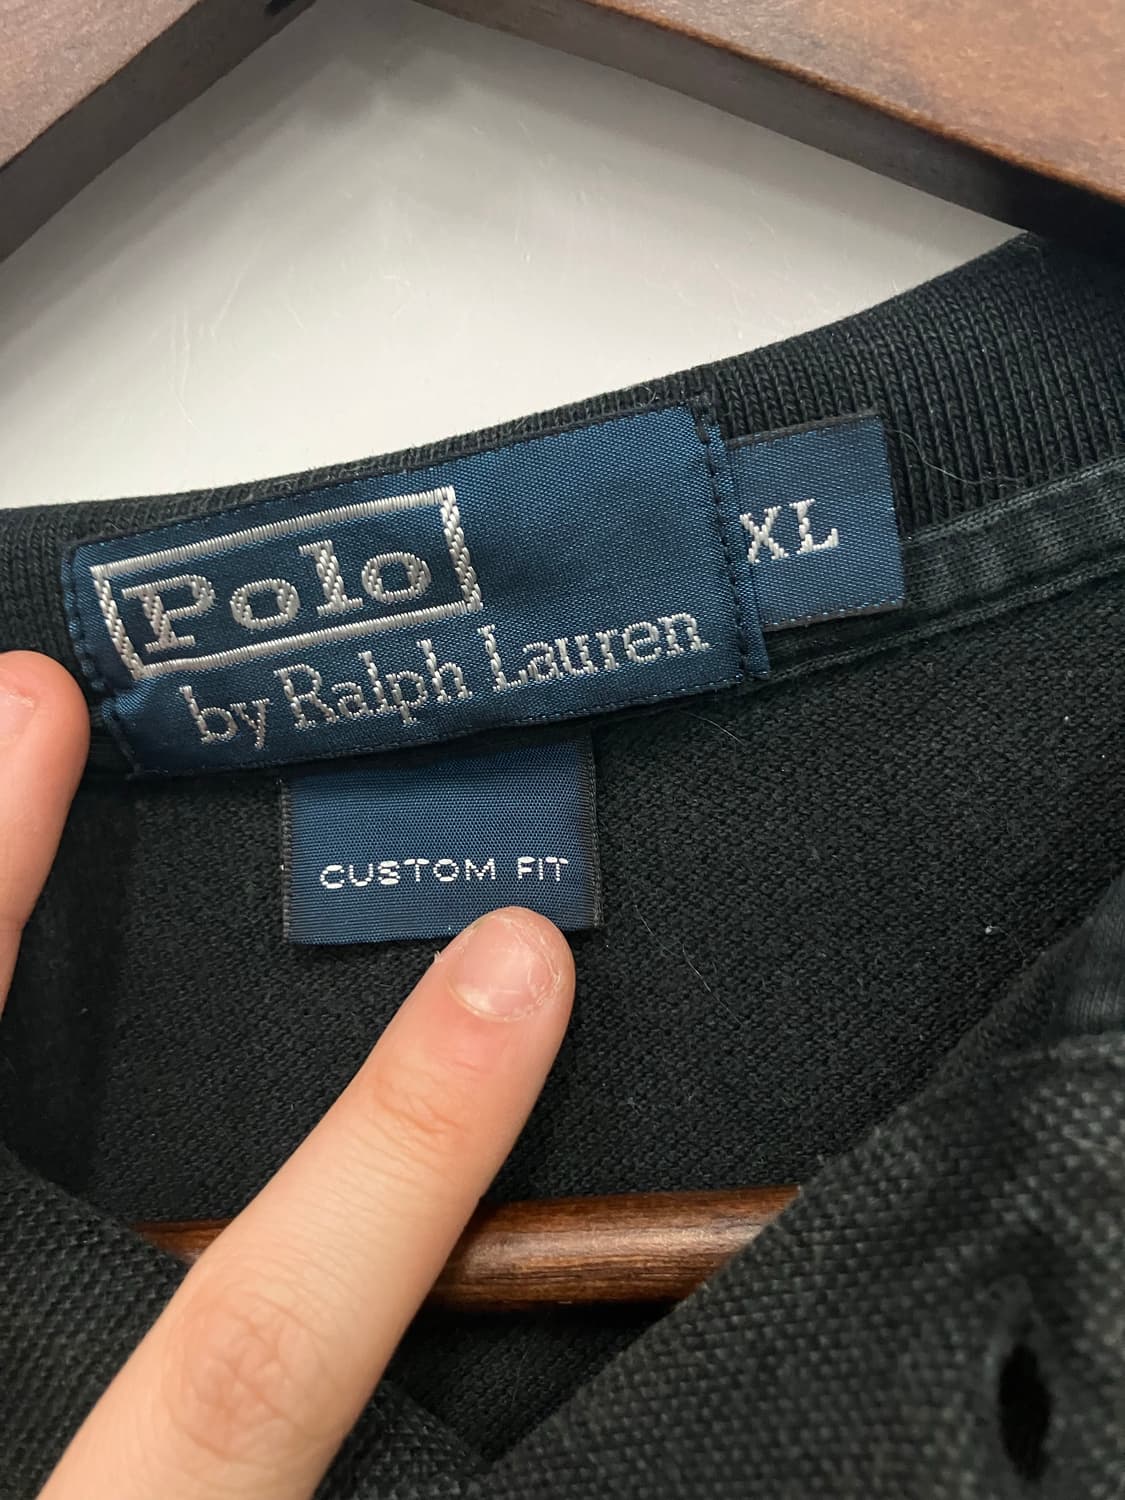 Polo
by Ralph Lauren
XL
CUSTOM FIT